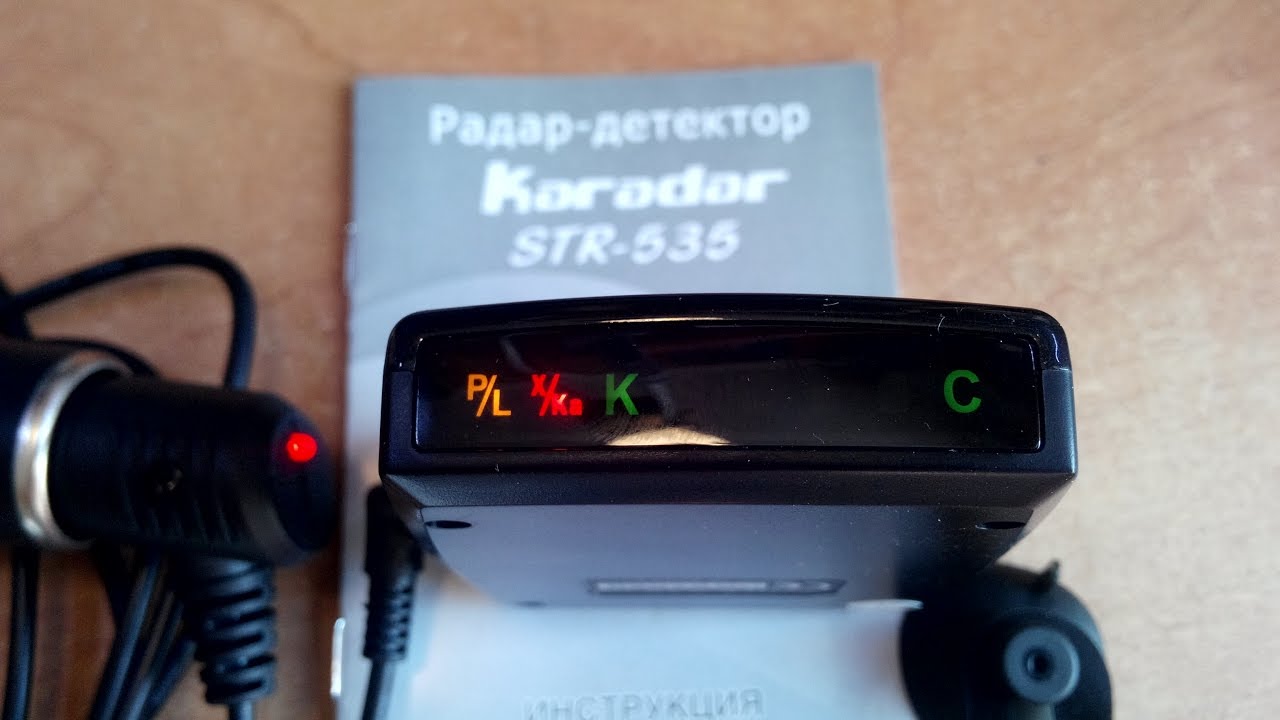 Радар-детектор
Karadar
STR-535
P/L X/Ka K C
ИНСТРУКЦИЯ